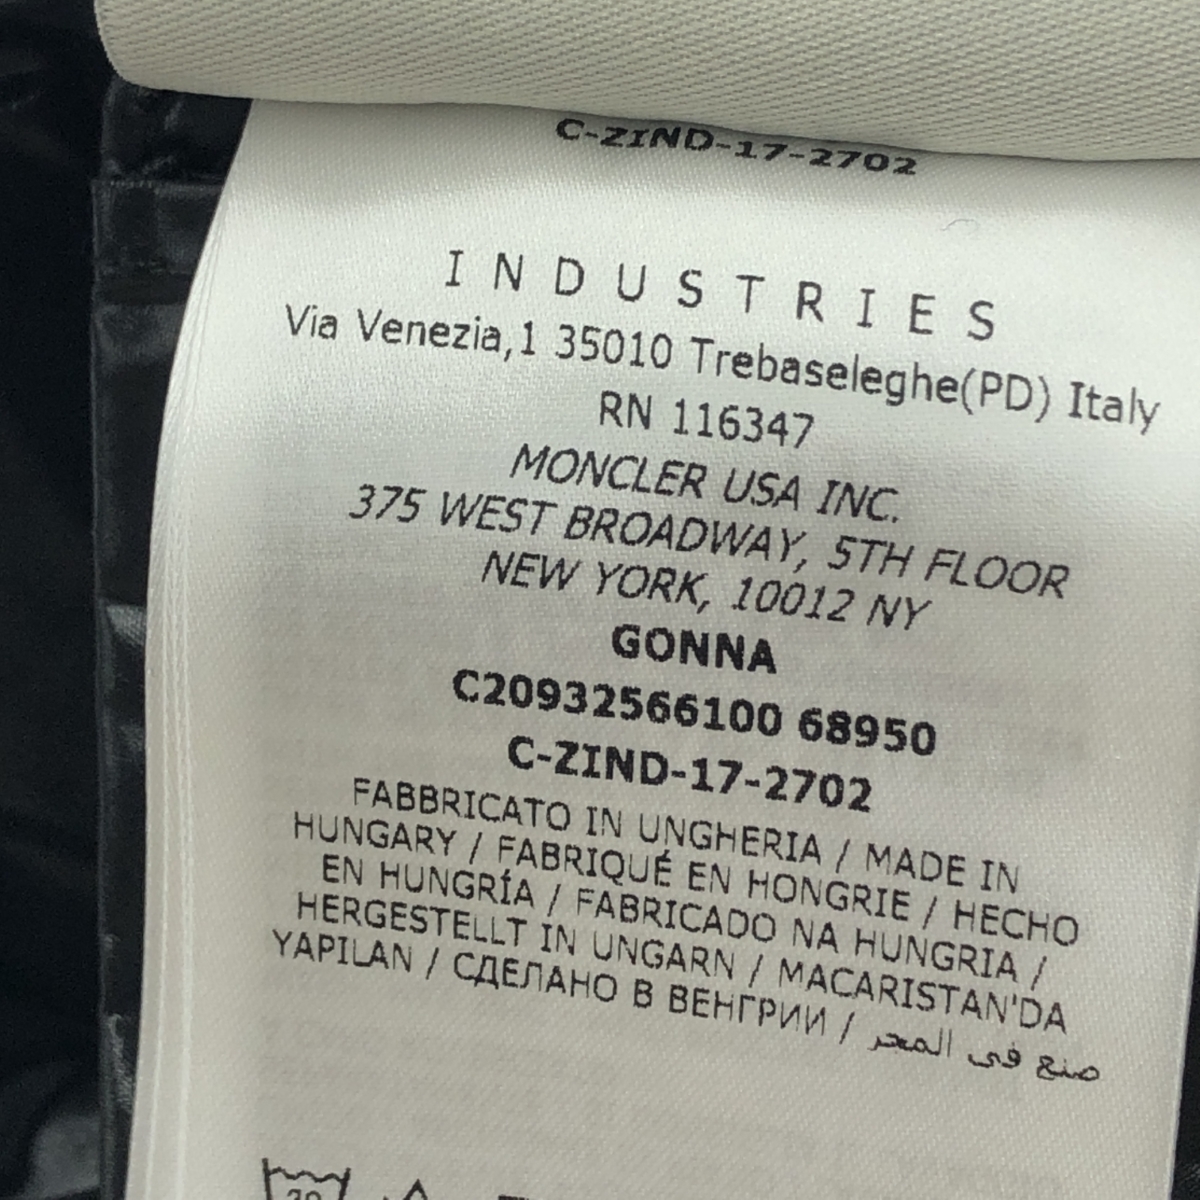 C-ZIND-17-2702
INDUSTRIES
Via Venezia,1 35010 Trebaseleghe(PD) Italy
RN 116347
MONCLER USA INC.
375 WEST BROADWAY, 5TH FLOOR
NEW YORK, 10012 NY
GONNA
C20932566100 68950
C-ZIND-17-2702
FABBRICATO IN UNGHERIA / MADE IN
HUNGARY / FABRIQUÉ EN HONGRIE / HECHO
EN HUNGRÍA / FABRICADO NA HUNGRIA /
HERGESTELLT IN UNGARN / MACARISTAN'DA
YAPILAN / СДЕЛАНО В ВЕНГРИИ / صنع في المجر